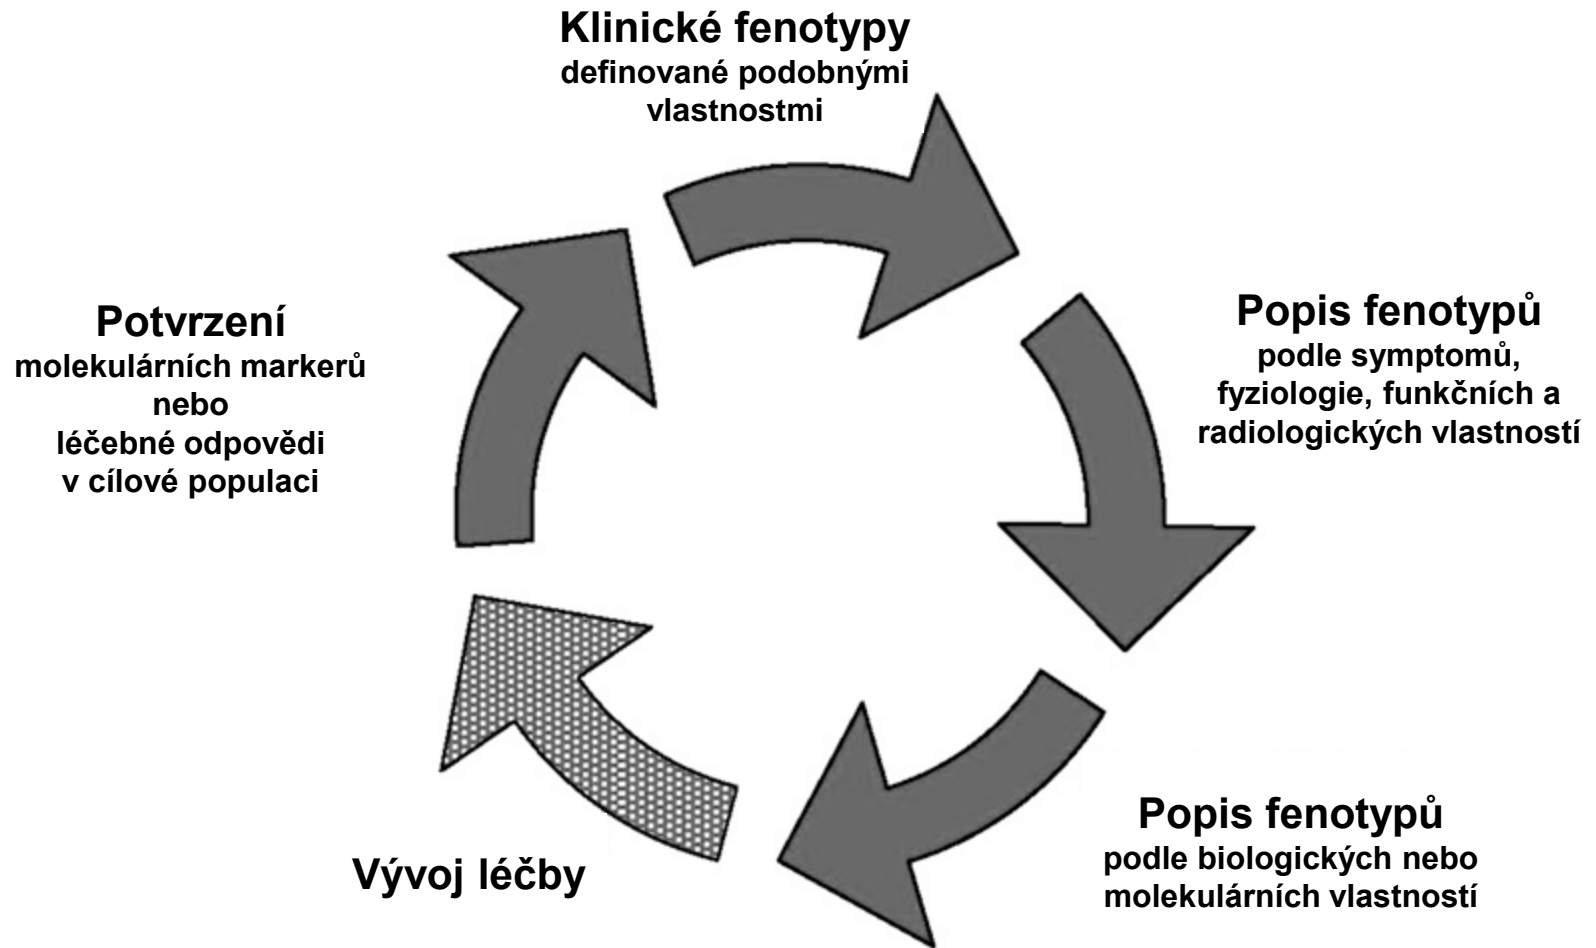 Klinické fenotypy
definované podobnými
vlastnostmi
Popis fenotypů
podle symptomů,
fyziologie, funkčních a
radiologických vlastností
Popis fenotypů
podle biologických nebo
molekulárních vlastností
Vývoj léčby
Potvrzení
molekulárních markerů
nebo
léčebné odpovědi
v cílové populaci